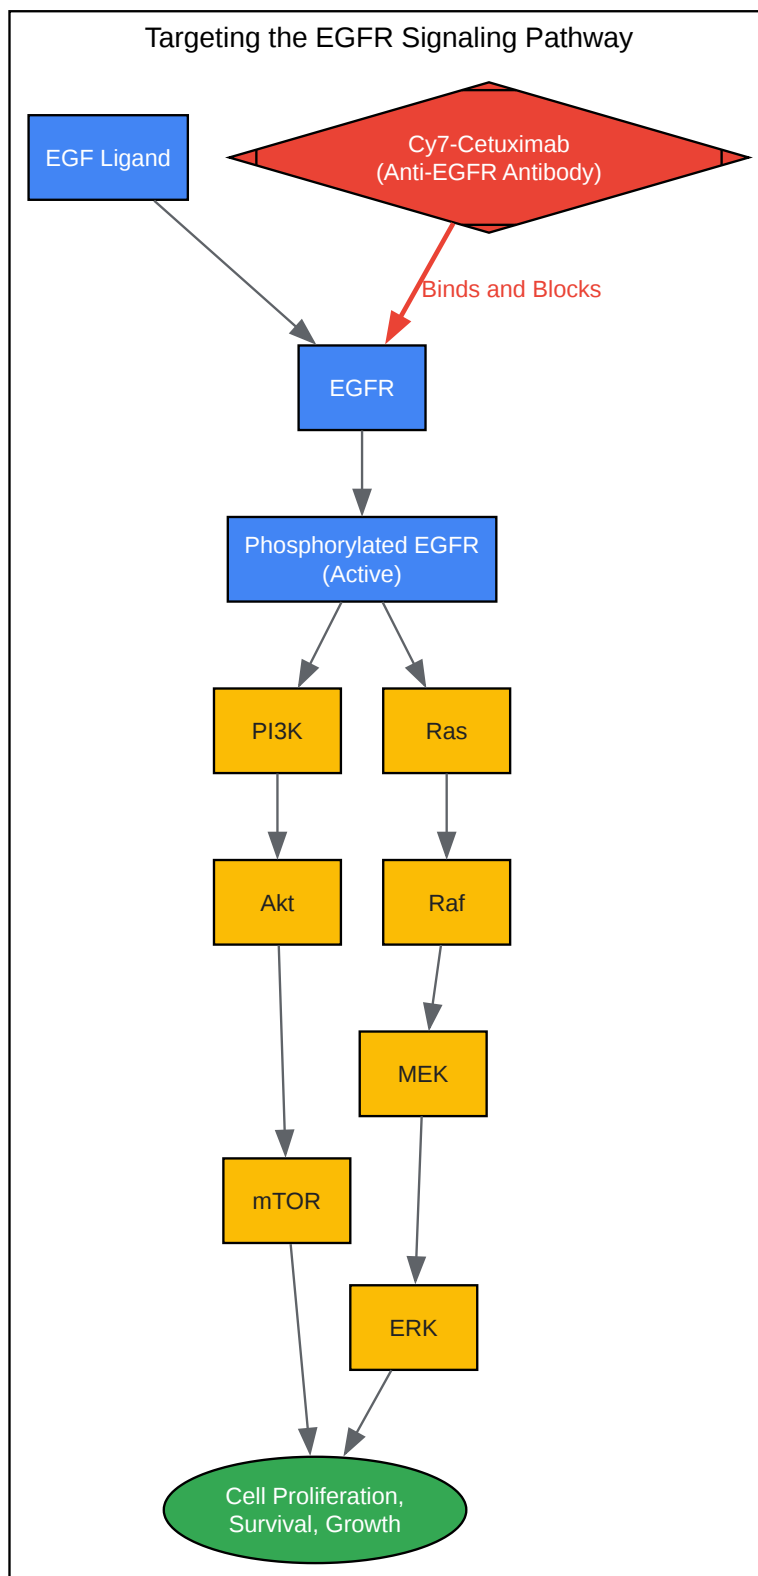 Targeting the EGFR Signaling Pathway
EGF Ligand
Cy7-Cetuximab
(Anti-EGFR Antibody)
Binds and Blocks
EGFR
Phosphorylated EGFR
(Active)
PI3K
Ras
Akt
Raf
MEK
mTOR
ERK
Cell Proliferation,
Survival, Growth